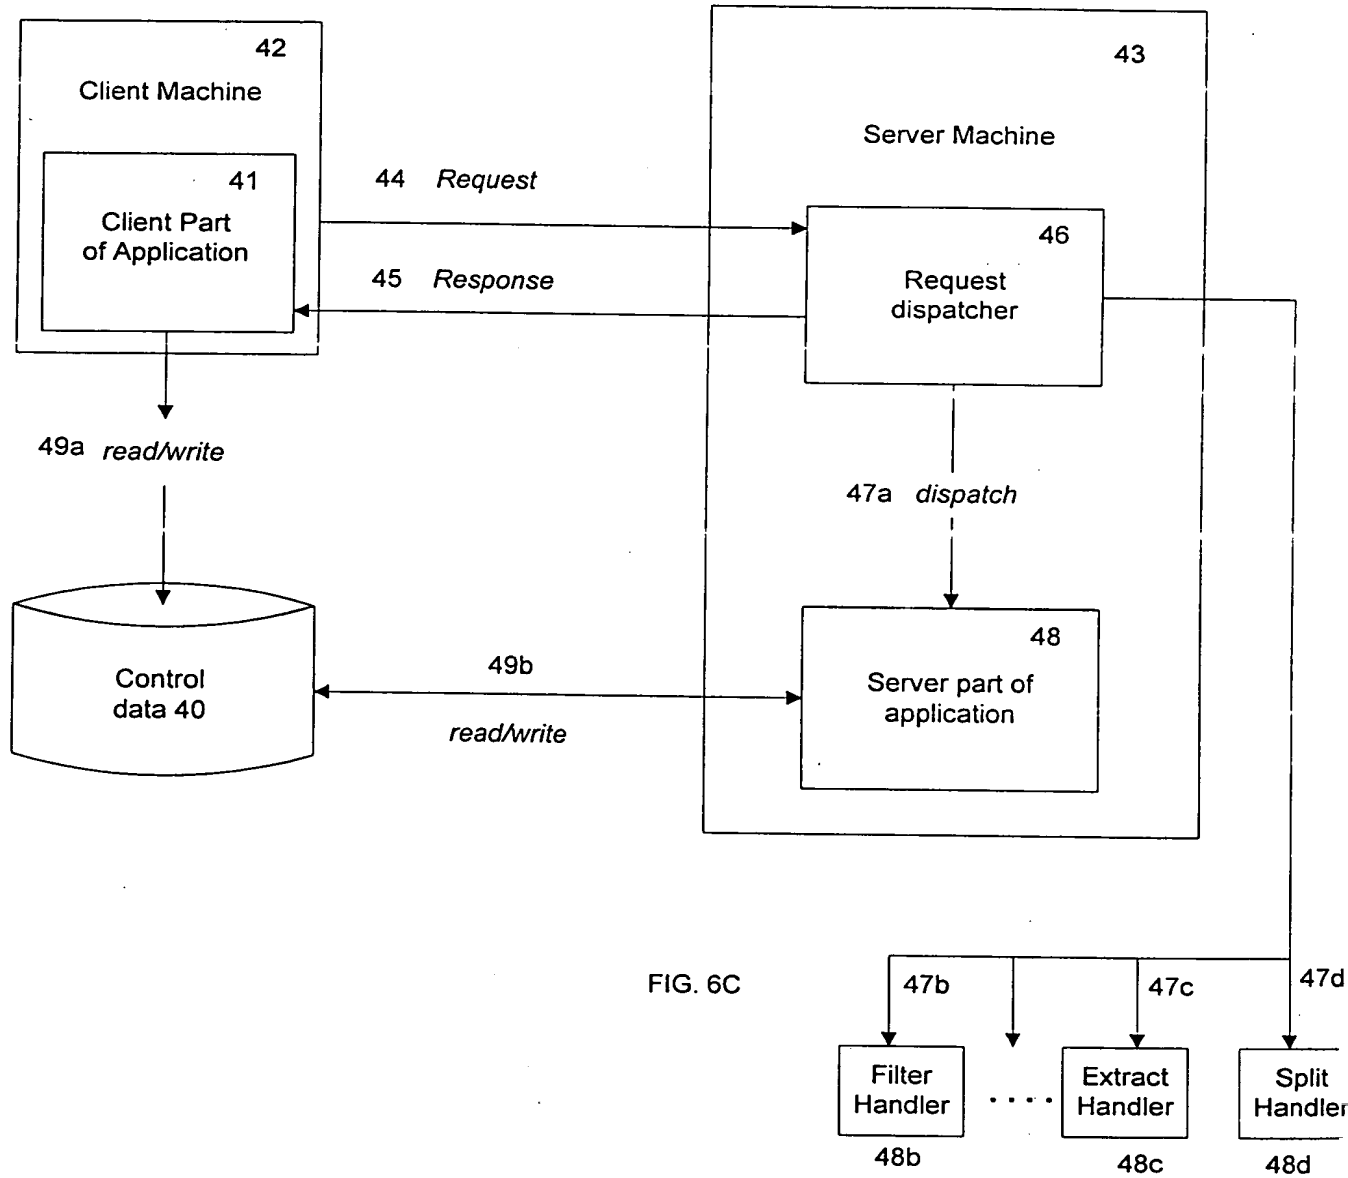 42
Client Machine
41
Client Part
of Application
44 Request
45 Response
43
Server Machine
46
Request
dispatcher
49a read/write
47a dispatch
Control
data 40
49b
read/write
48
Server part of
application
FIG. 6C
47b
47c
47d
Filter
Handler
. . . .
Extract
Handler
Split
Handler
48b
48c
48d